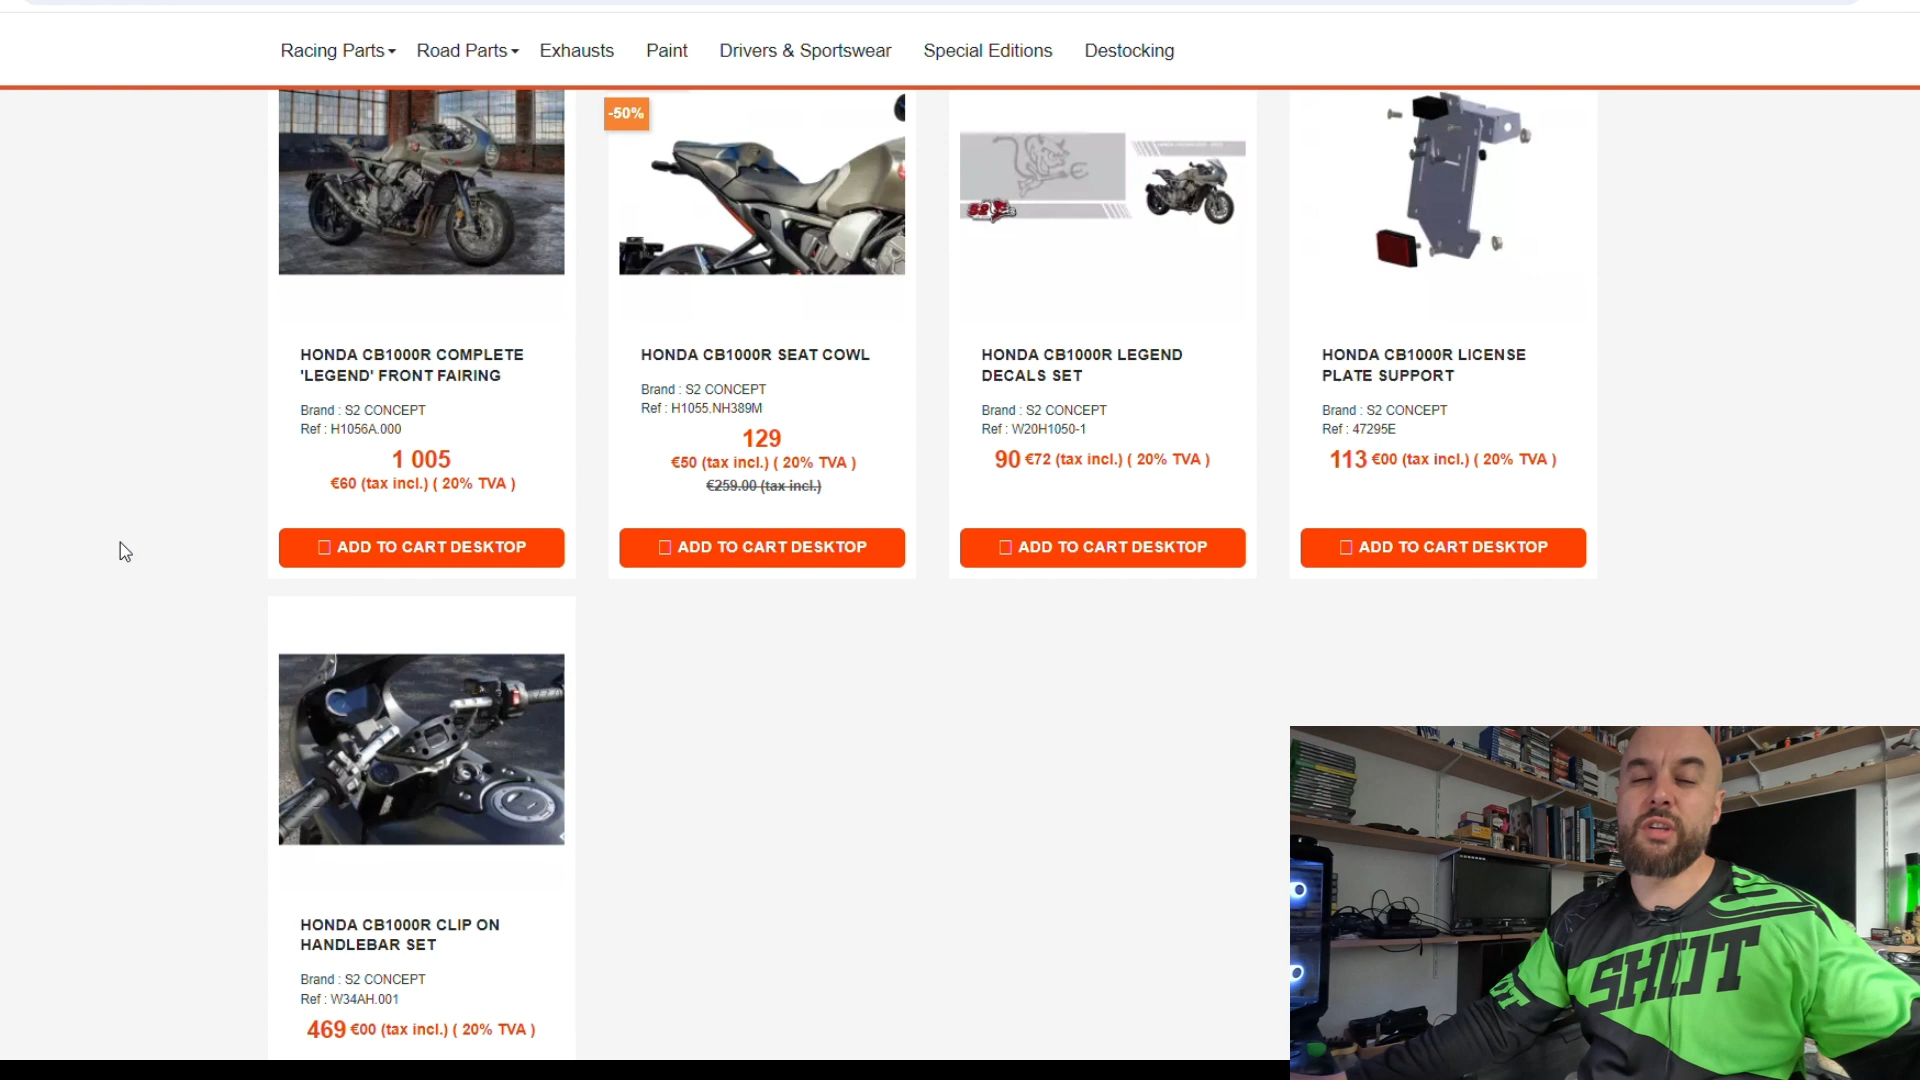 Racing Parts
Road Parts
Exhausts
Paint
Drivers & Sportswear
Special Editions
Destocking
-50%
S2
HONDA CB1000R COMPLETE
'LEGEND' FRONT FAIRING
Brand : S2 CONCEPT
Ref : H1056A.000
1 005
€60 (tax incl.) ( 20% TVA )
ADD TO CART DESKTOP
HONDA CB1000R SEAT COWL
Brand : S2 CONCEPT
Ref : H1055.NH389M
129
€50 (tax incl.) ( 20% TVA )
€259.00 (tax incl.)
ADD TO CART DESKTOP
HONDA CB1000R LEGEND
DECALS SET
Brand : S2 CONCEPT
Ref : W20H1050-1
90 €72 (tax incl.) ( 20% TVA )
ADD TO CART DESKTOP
HONDA CB1000R LICENSE
PLATE SUPPORT
Brand : S2 CONCEPT
Ref : 47295E
113 €00 (tax incl.) ( 20% TVA )
ADD TO CART DESKTOP
HONDA CB1000R CLIP ON
HANDLEBAR SET
Brand : S2 CONCEPT
Ref : W34AH.001
469 €00 (tax incl.) ( 20% TVA )
SHOT